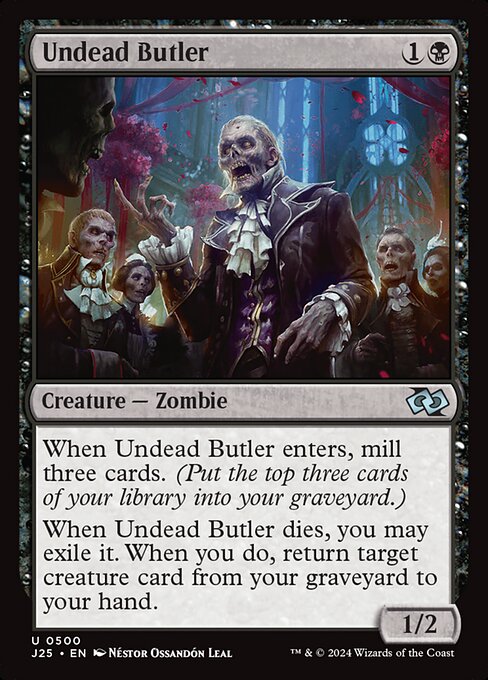 Undead Butler 1
Creature — Zombie
When Undead Butler enters, mill
three cards. (Put the top three cards
of your library into your graveyard.)
When Undead Butler dies, you may
exile it. When you do, return target
creature card from your graveyard to
your hand.
1/2
U 0500
J25 • EN Néstor Ossandón Leal
™ & © 2024 Wizards of the Coast